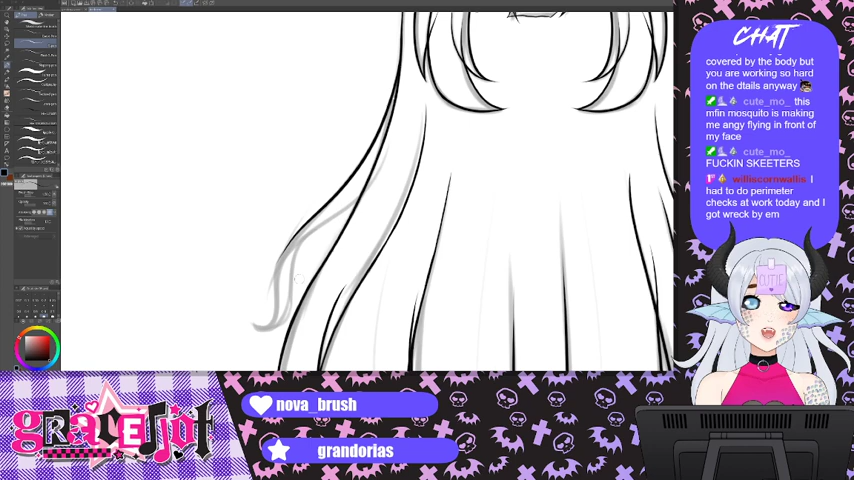 CHAT
covered by the body but
you are working so hard
on the dtails anyway
cute_mo_ this
mfin mosquito is making
me angy flying in front of
my face
cute_mo_
FUCKIN SKEETERS
williscornwallis I
had to do perimeter
checks at work today and I
got wreck by em
CUTIE
nova_brush
grandorias